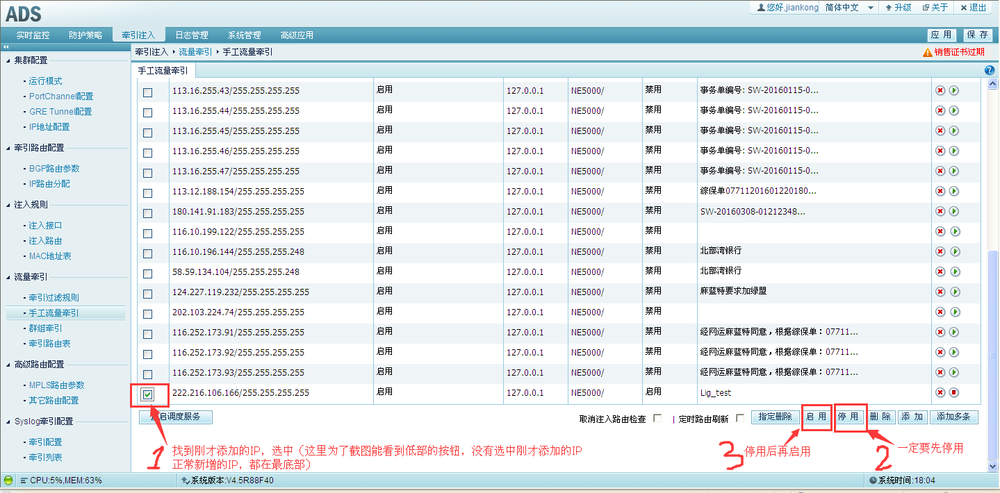 ADS
您好,jiankong 简体中文 升级 关于 退出
实时监控 防护策略 牵引注入 日志管理 系统管理 高级应用 应 用 保 存
牵引注入 流量牵引 手工流量牵引 销售证书过期
手工流量牵引
集群配置
运行模式
PortChannel配置
GRE Tunnel配置
IP地址配置
牵引路由配置
BGP路由参数
IP路由分配
注入规则
注入接口
注入路由
MAC地址表
流量牵引
牵引过滤规则
手工流量牵引
群组牵引
牵引路由表
高级路由配置
MPLS路由参数
其它路由配置
Syslog牵引配置
牵引配置
牵引列表
113.16.255.43/255.255.255.255 启用 127.0.0.1 NE5000/ 禁用 事务单编号: SW-20160115-0...
113.16.255.44/255.255.255.255 启用 127.0.0.1 NE5000/ 禁用 事务单编号: SW-20160115-0...
113.16.255.45/255.255.255.255 启用 127.0.0.1 NE5000/ 禁用 事务单编号: SW-20160115-0...
113.16.255.46/255.255.255.255 启用 127.0.0.1 NE5000/ 禁用 事务单编号: SW-20160115-0...
113.16.255.47/255.255.255.255 启用 127.0.0.1 NE5000/ 禁用 事务单编号: SW-20160115-0...
113.12.188.154/255.255.255.255 启用 127.0.0.1 NE5000/ 禁用 综保单07711201601220180...
180.141.91.183/255.255.255.255 启用 127.0.0.1 NE5000/ 禁用 SW-20160308-01212348...
116.10.199.122/255.255.255.255 启用 127.0.0.1 NE5000/ 禁用
116.10.196.144/255.255.255.248 启用 127.0.0.1 NE5000/ 禁用 北部湾银行
58.59.134.104/255.255.255.248 启用 127.0.0.1 NE5000/ 禁用 北部湾银行
124.227.119.232/255.255.255.255 启用 127.0.0.1 NE5000/ 禁用 麻蓝特要求加绿盟
202.103.224.74/255.255.255.255 启用 127.0.0.1 NE5000/ 禁用
116.252.173.91/255.255.255.255 启用 127.0.0.1 NE5000/ 禁用 经网运麻蓝特同意，根据综保单：07711...
116.252.173.92/255.255.255.255 启用 127.0.0.1 NE5000/ 禁用 经网运麻蓝特同意，根据综保单：07711...
116.252.173.93/255.255.255.255 启用 127.0.0.1 NE5000/ 禁用 经网运麻蓝特同意，根据综保单：07711...
222.216.106.166/255.255.255.255 启用 127.0.0.1 NE5000/ 启用 Lig_test
启调度服务 取消注入路由检查 | 定时路由刷新 指定删除 启 用 停 用 删 除 添 加 添加多条
1 找到刚才添加的IP，选中（这里为了截图能看到低部的按钮，没有选中刚才添加的IP
正常新增的IP，都在最底部）
3 停用后再启用
2 一定要先停用
CPU:5%,MEM:63% 系统版本:V4.5R88F40 系统时间:18:04